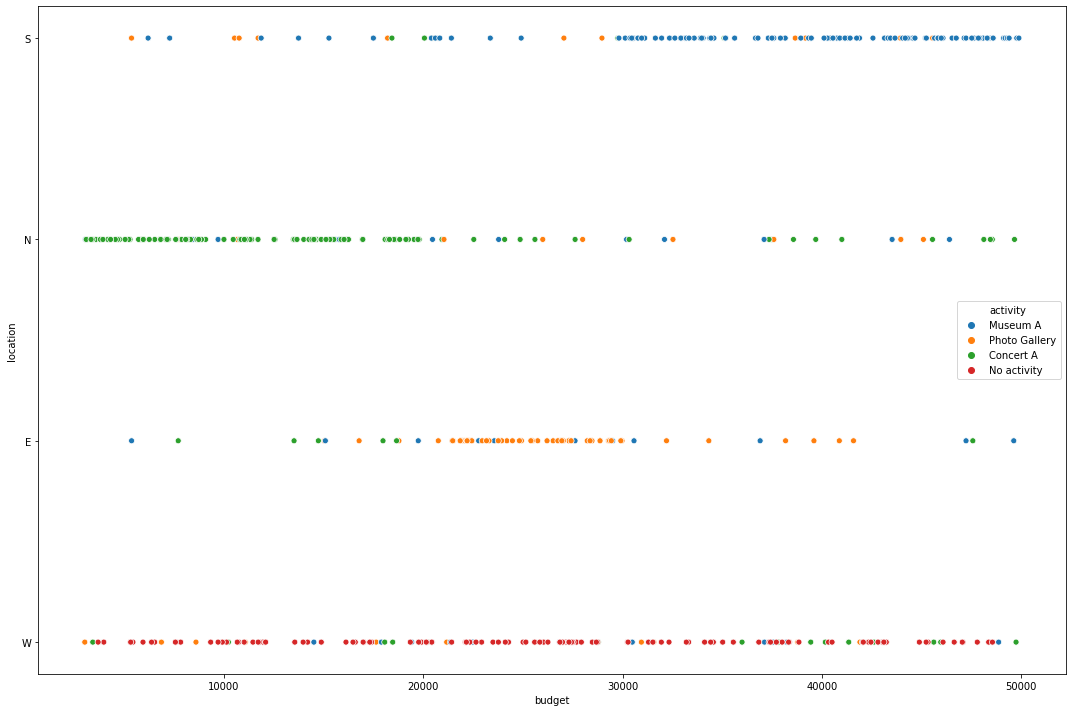 S
N
E
W
location
activity
Museum A
Photo Gallery
Concert A
No activity
10000 20000 30000 40000 50000
budget